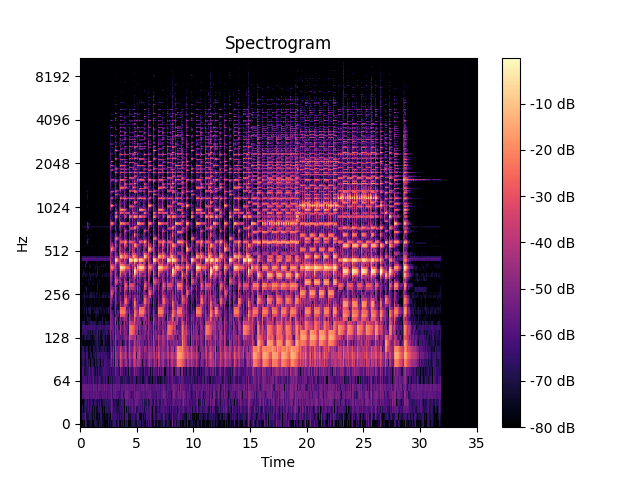 Spectrogram
8192
4096
2048
1024
512
256
128
64
0
Hz
0 5 10 15 20 25 30 35
Time
-10 dB
-20 dB
-30 dB
-40 dB
-50 dB
-60 dB
-70 dB
-80 dB